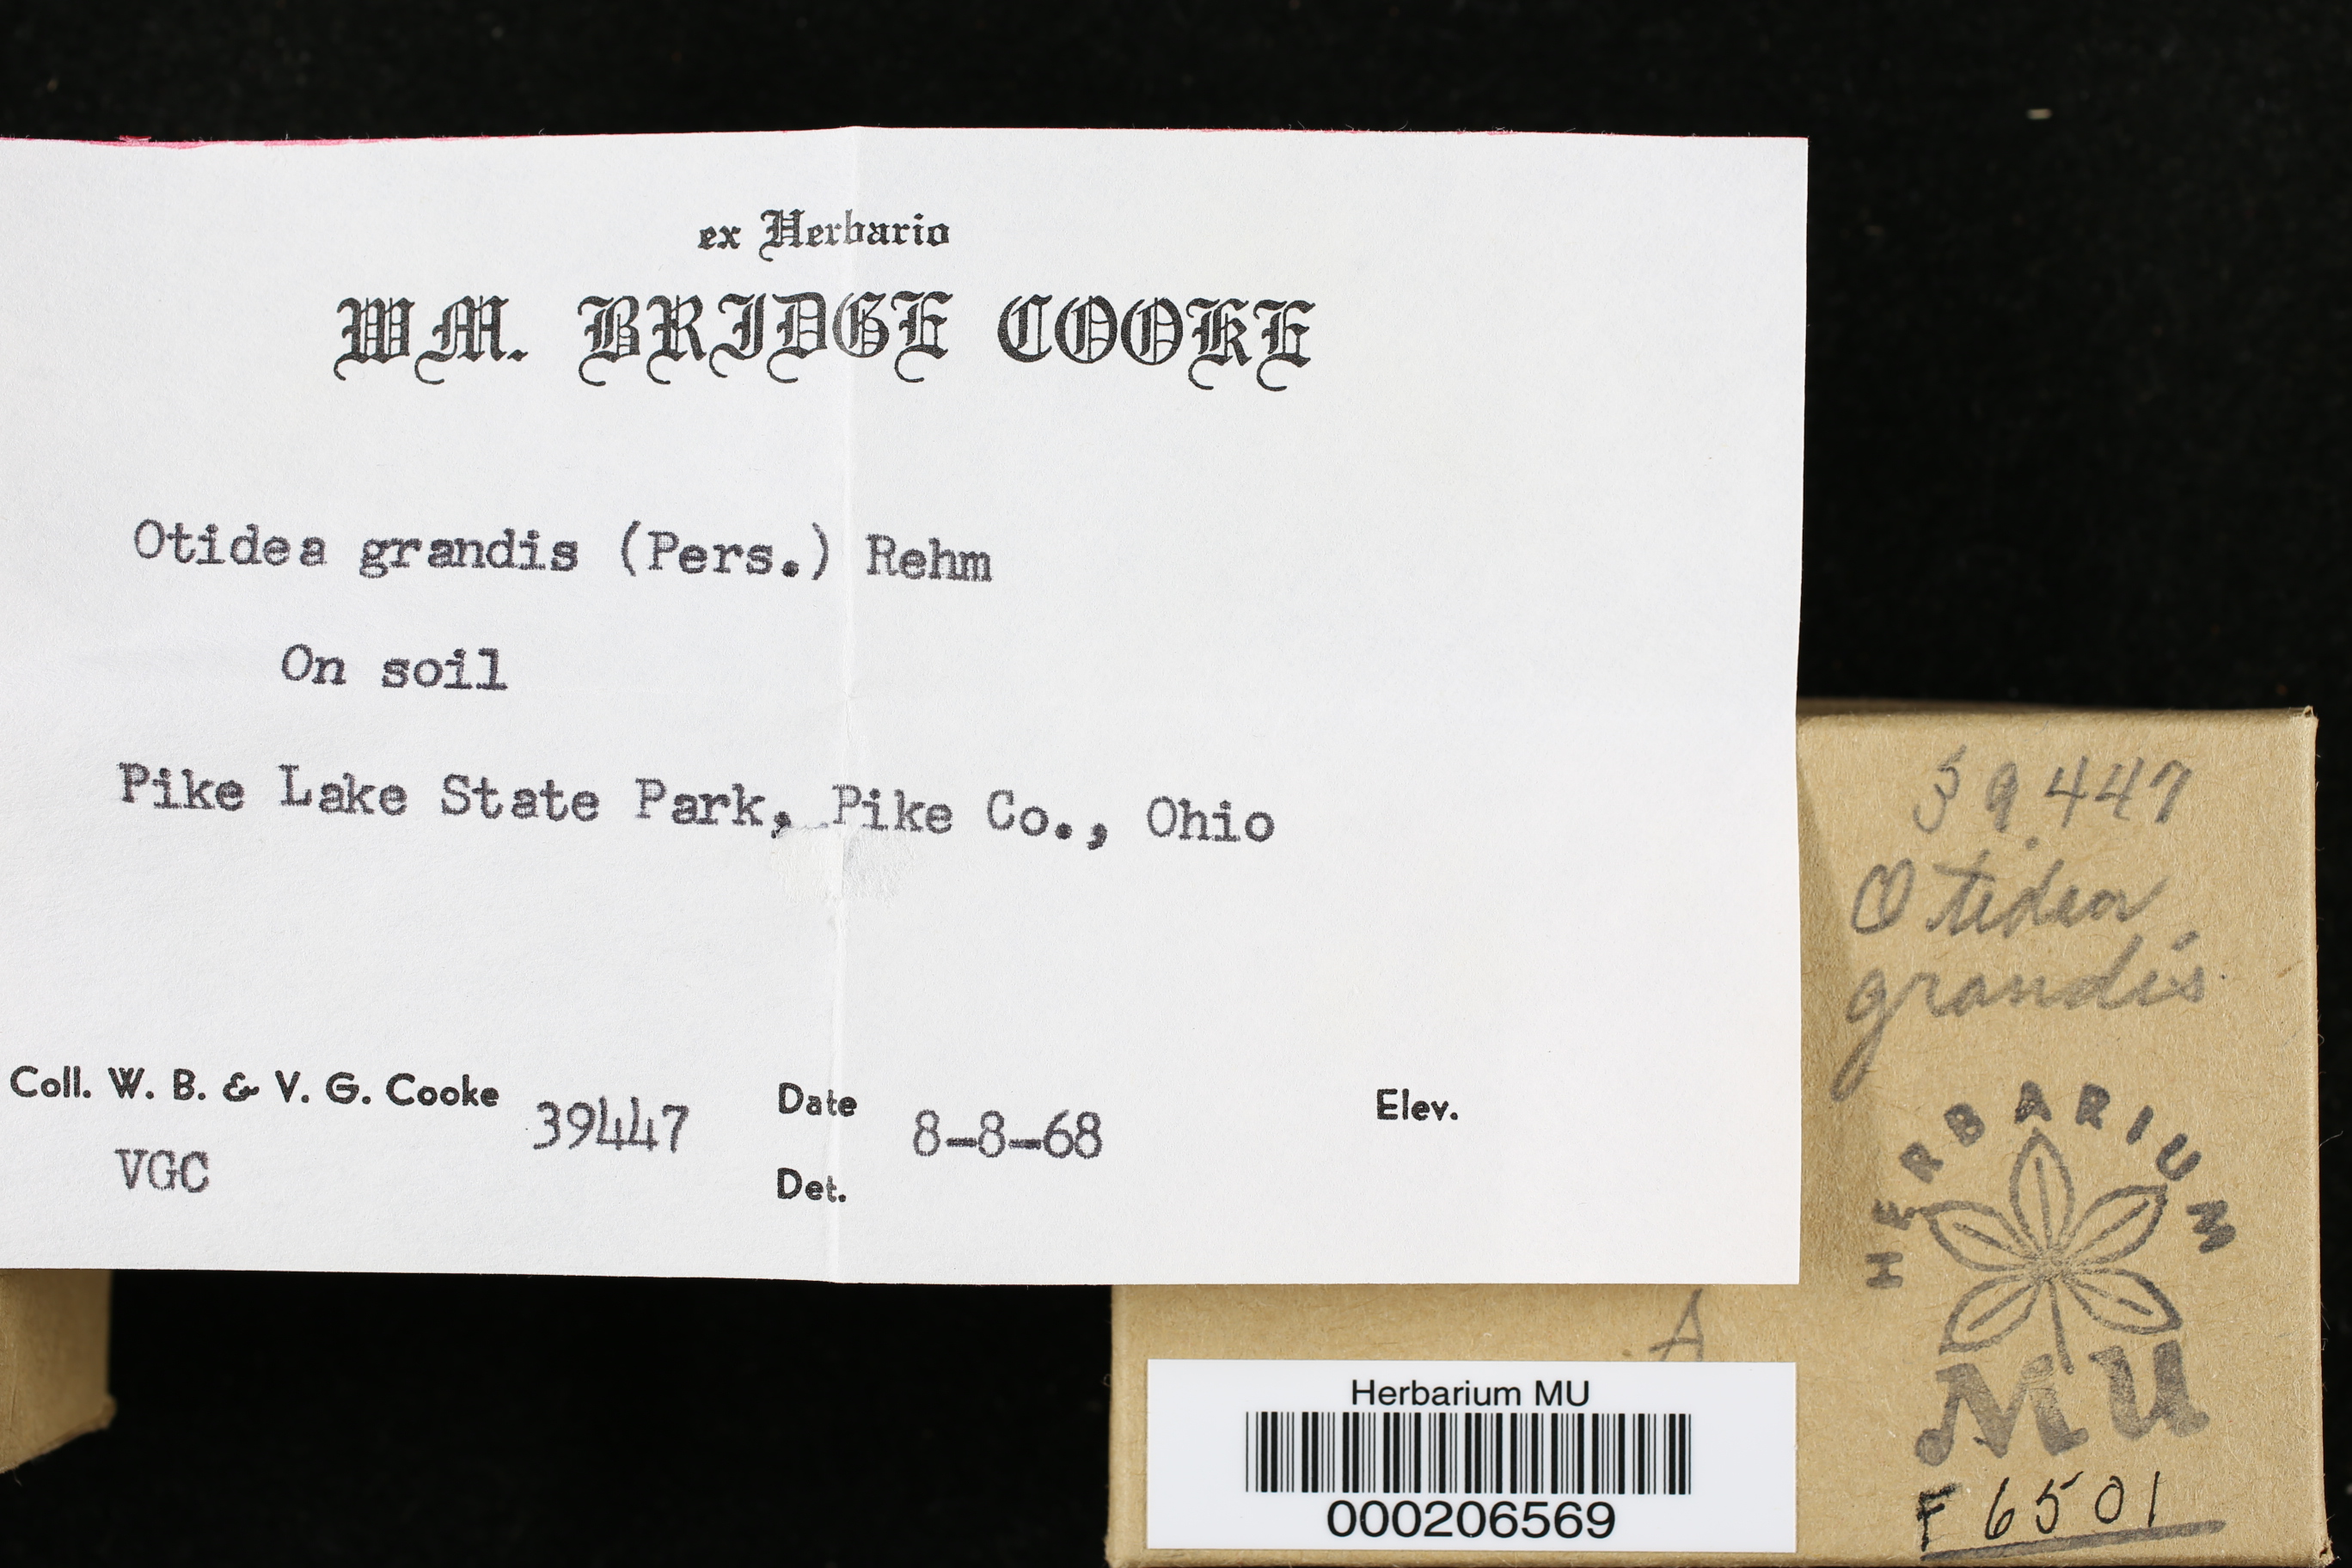 ex Herbario
WM. BRIDGE COOKE
Otidea grandis (Pers.) Rehm
On soil
Pike Lake State Park, Pike Co., Ohio
Coll. W. B. & V. G. Cooke 39447 Date 8-8-68 Elev.
VGC Det.
39447
Otidea
grandis
HERBARIUM
MU
F6501
A
Herbarium MU
000206569